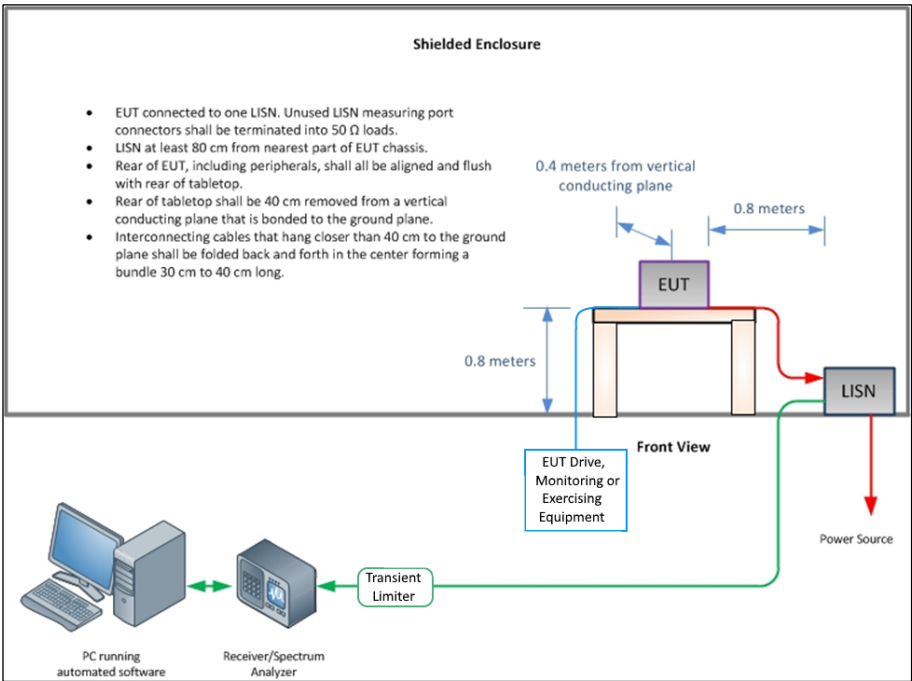 Shielded Enclosure
• EUT connected to one LISN. Unused LISN measuring port
connectors shall be terminated into 50 Ω loads.
• LISN at least 80 cm from nearest part of EUT chassis.
• Rear of EUT, including peripherals, shall all be aligned and flush
with rear of tabletop.
• Rear of tabletop shall be 40 cm removed from a vertical
conducting plane that is bonded to the ground plane.
• Interconnecting cables that hang closer than 40 cm to the ground
plane shall be folded back and forth in the center forming a
bundle 30 cm to 40 cm long.
0.4 meters from vertical
conducting plane
0.8 meters
EUT
0.8 meters
LISN
Front View
EUT Drive,
Monitoring or
Exercising
Equipment
Power Source
Transient
Limiter
PC running
automated software
Receiver/Spectrum
Analyzer